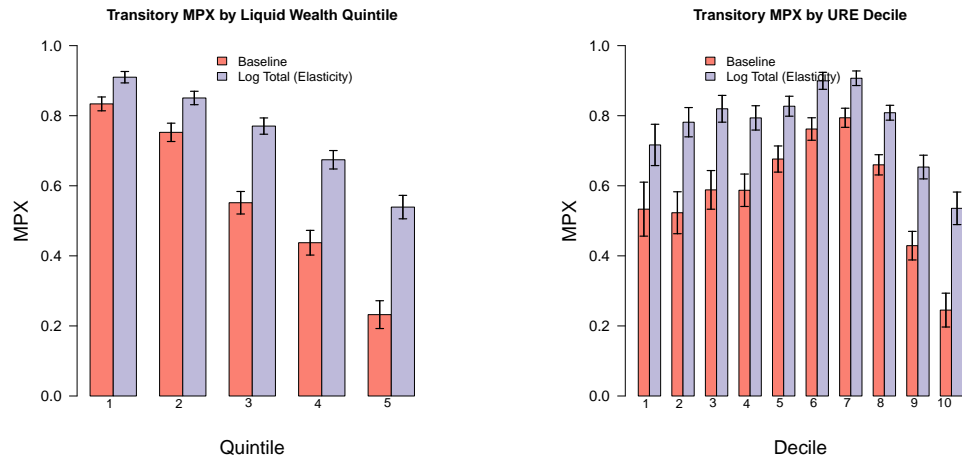 Transitory MPX by Liquid Wealth Quintile
Baseline
Log Total (Elasticity)
1.0
0.8
0.6
0.4
0.2
0.0
MPX
1 2 3 4 5
Quintile
Transitory MPX by URE Decile
Baseline
Log Total (Elasticity)
1.0
0.8
0.6
0.4
0.2
0.0
MPX
1 2 3 4 5 6 7 8 9 10
Decile